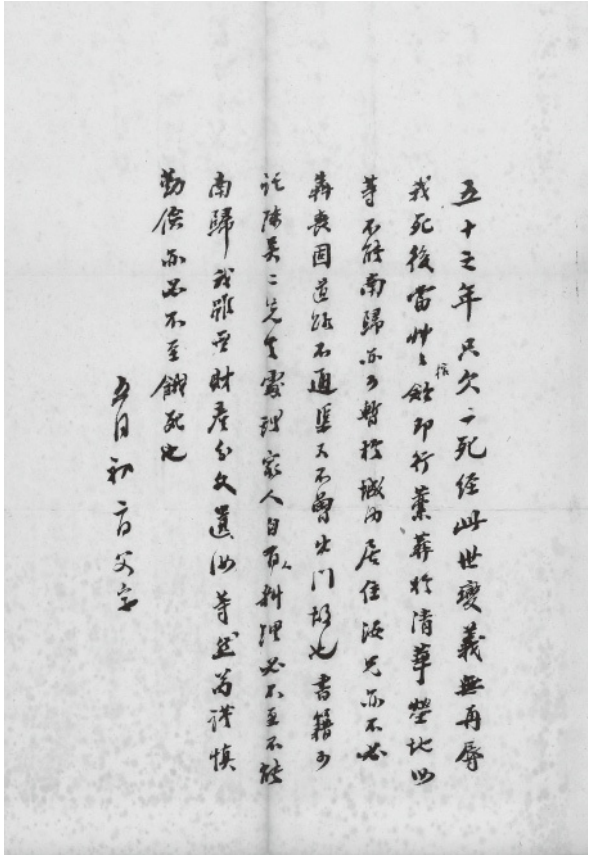 五十之年只欠一死經此世變義無再辱
我死後當草草棺斂即行藁葬於清華塋地汝
等不能南歸亦可暫於城內居住汝兄亦不必
奔喪因道路不通渠又不曾出門故也書籍可
託陳吳二先生處理家人自有人料理必不至不能
南歸我雖無財產分文遺汝等然苟謹慎
勤儉亦必不至餓死也
五月初二日父字